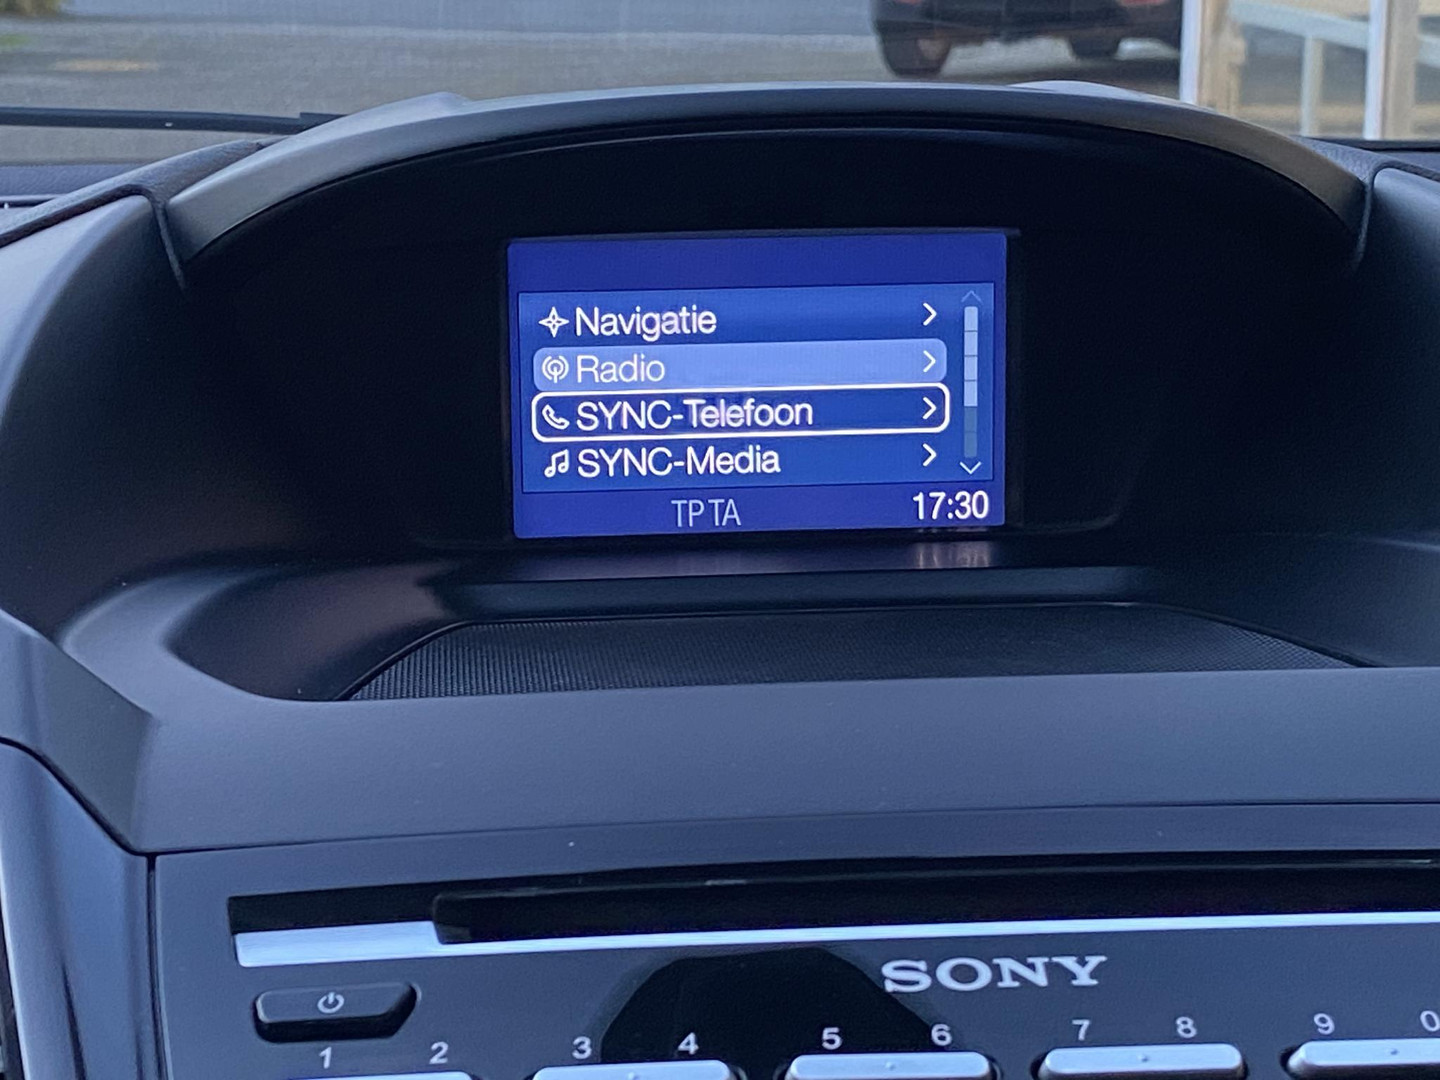 Navigatie
Radio
SYNC-Telefoon
SYNC-Media
TP TA
17:30
SONY
1 2 3 4 5 6 7 8 9 0